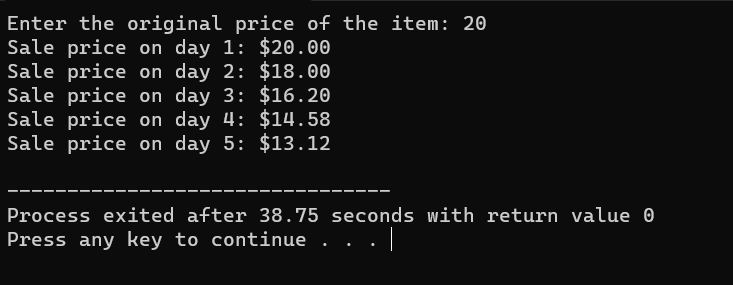 Enter the original price of the item: 20
Sale price on day 1: $20.00
Sale price on day 2: $18.00
Sale price on day 3: $16.20
Sale price on day 4: $14.58
Sale price on day 5: $13.12
--------------------------------
Process exited after 38.75 seconds with return value 0
Press any key to continue . . .